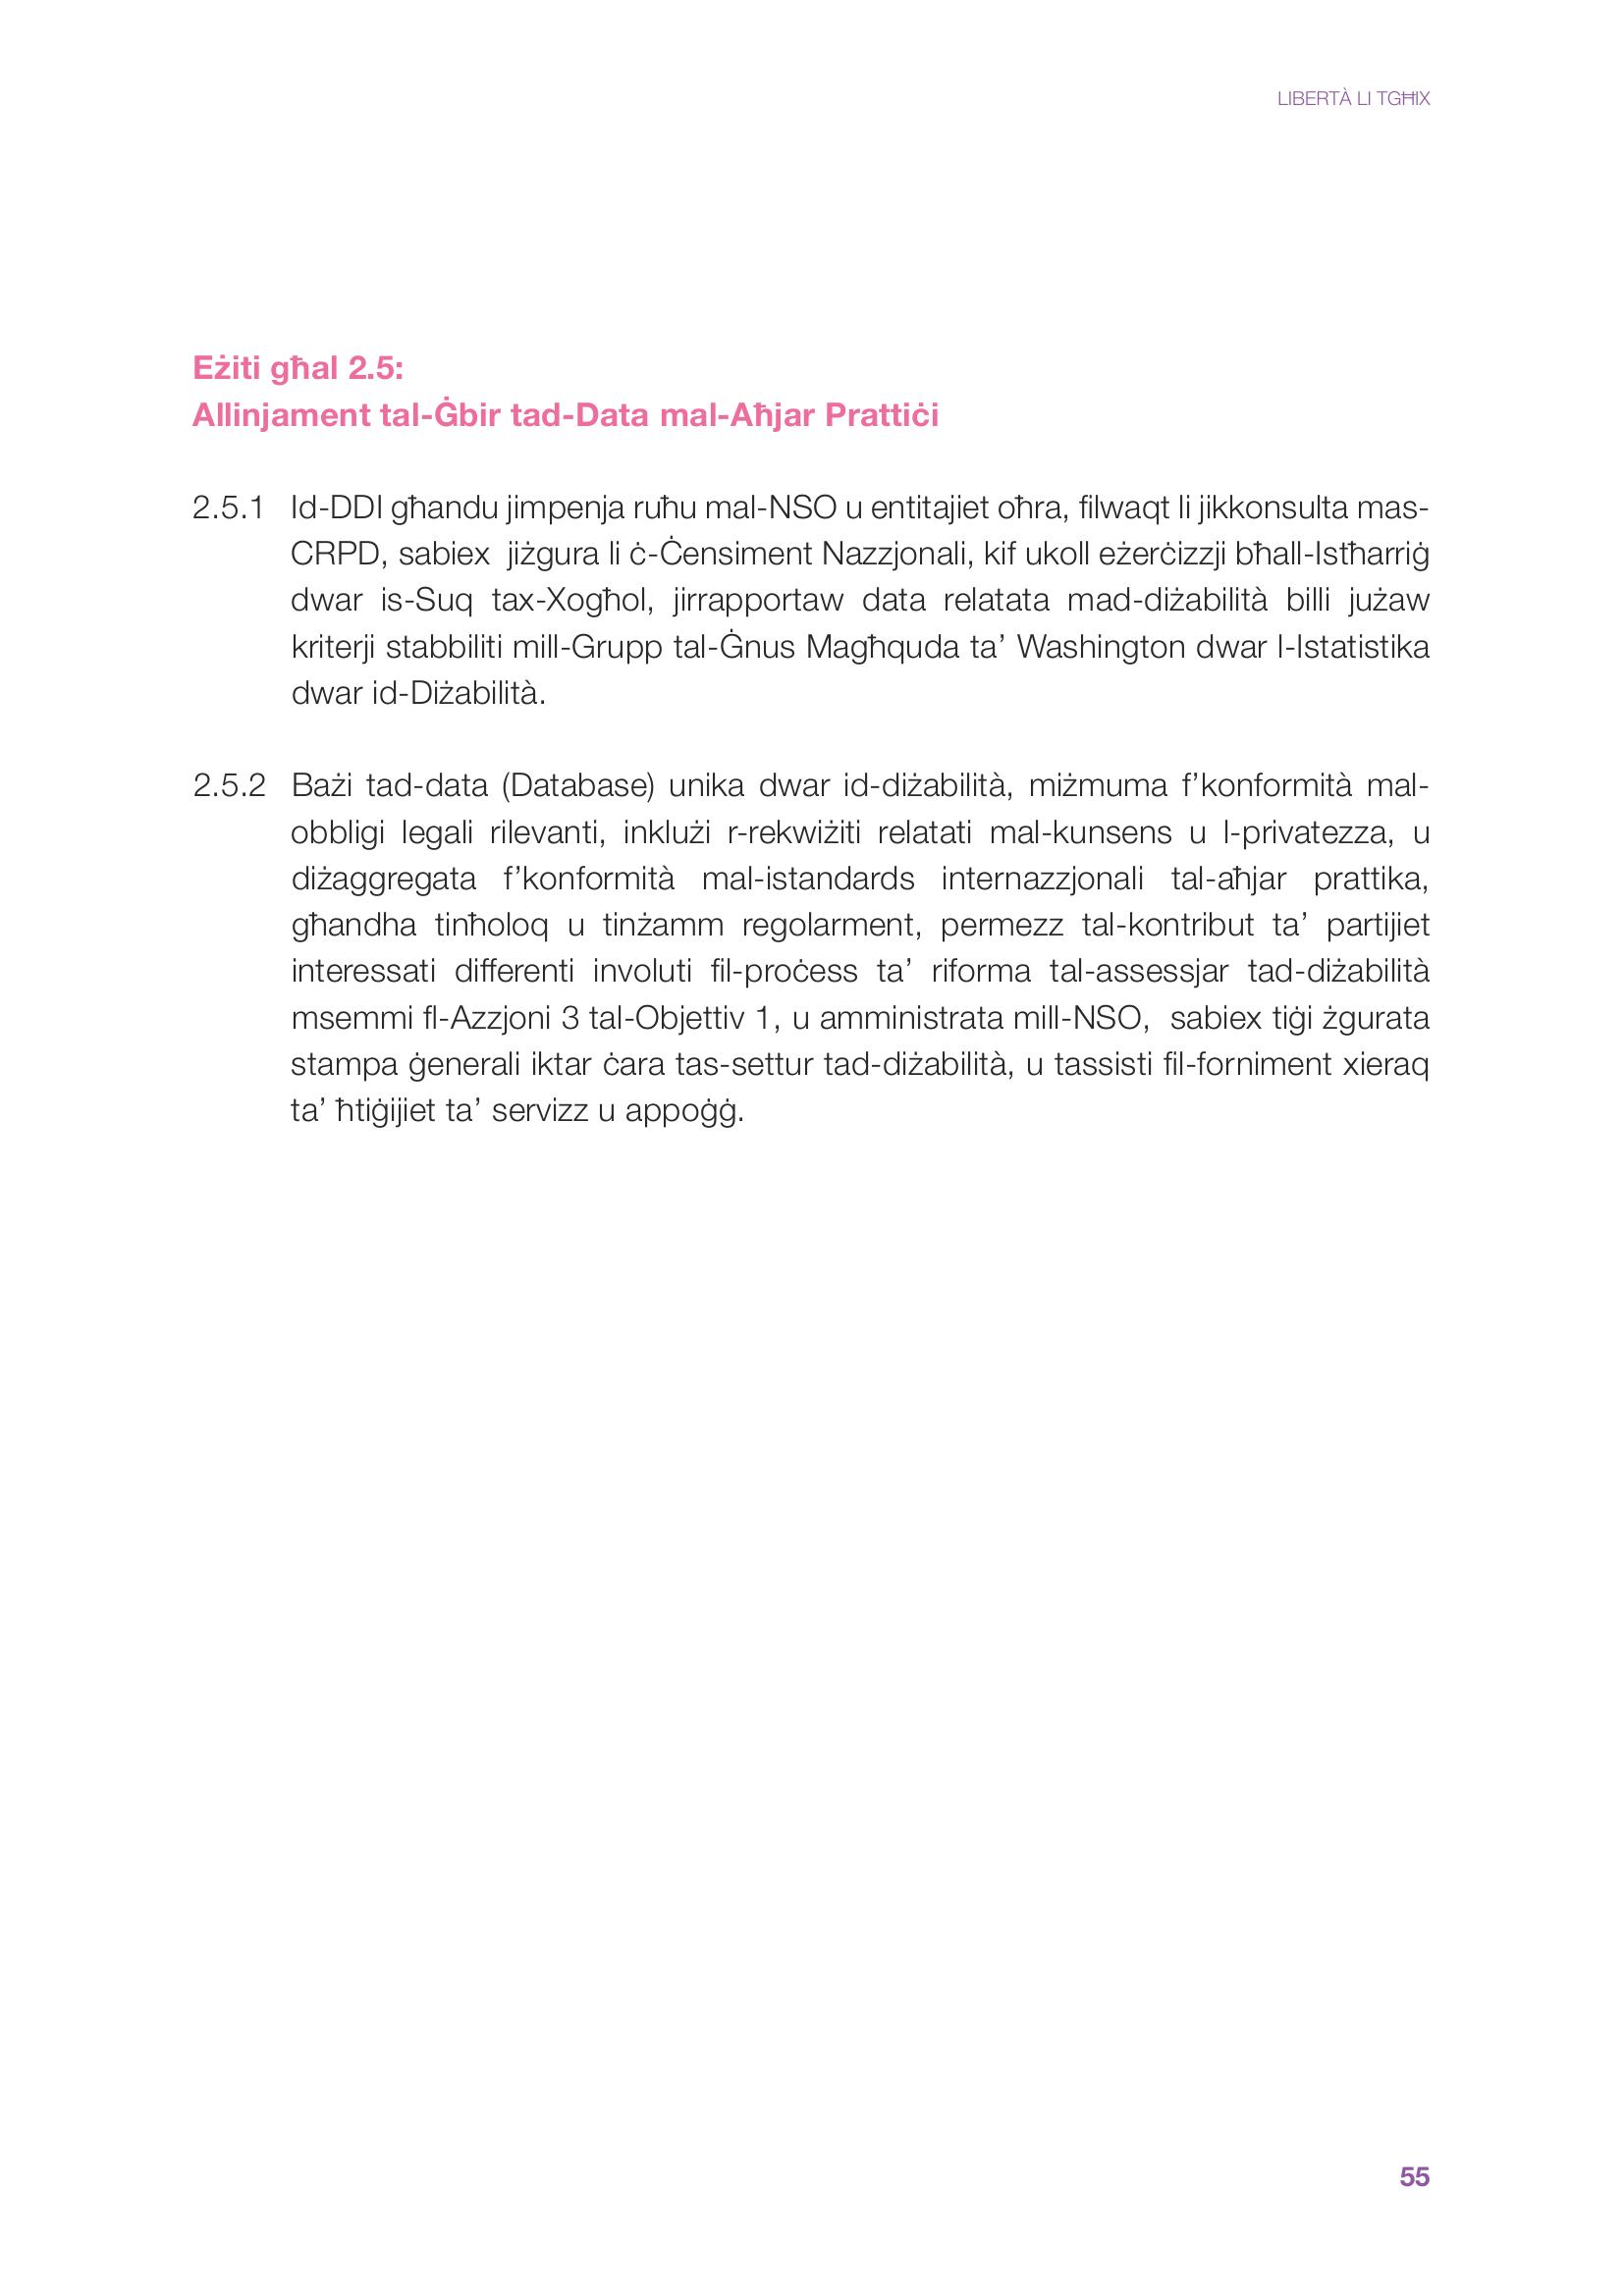 LIBERTÀ LI TGĦIX
Eżiti għal 2.5:
Allinjament tal-Ġbir tad-Data mal-Aħjar Prattiċi
2.5.1 Id-DDI għandu jimpenja ruħu mal-NSO u entitajiet oħra, filwaqt li jikkonsulta mas-
CRPD, sabiex jiżgura li ċ-Ċensiment Nazzjonali, kif ukoll eżerċizzji bħall-Istħarriġ
dwar is-Suq tax-Xogħol, jirrapportaw data relatata mad-diżabilità billi jużaw
kriterji stabbiliti mill-Grupp tal-Ġnus Magħquda ta’ Washington dwar l-Istatistika
dwar id-Diżabilità.
2.5.2 Bażi tad-data (Database) unika dwar id-diżabilità, miżmuma f’konformità mal-
obbligi legali rilevanti, inklużi r-rekwiżiti relatati mal-kunsens u l-privatezza, u
diżaggregata f’konformità mal-istandards internazzjonali tal-aħjar prattika,
għandha tinħoloq u tinżamm regolarment, permezz tal-kontribut ta’ partijiet
interessati differenti involuti fil-proċess ta’ riforma tal-assessjar tad-diżabilità
msemmi fl-Azzjoni 3 tal-Objettiv 1, u amministrata mill-NSO, sabiex tiġi żgurata
stampa ġenerali iktar ċara tas-settur tad-diżabilità, u tassisti fil-forniment xieraq
ta’ ħtiġijiet ta’ servizz u appoġġ.
55